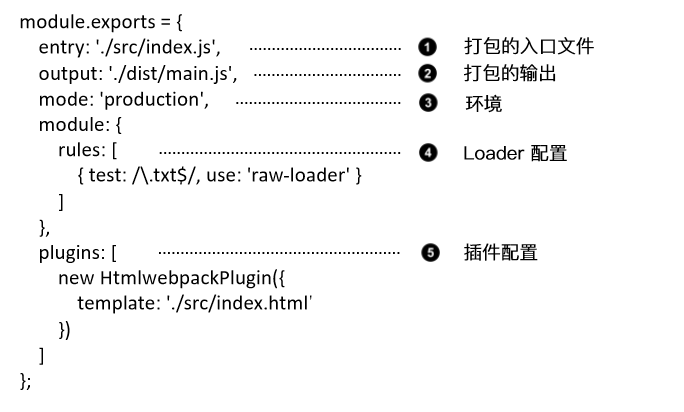 module.exports = {
entry: './src/index.js', ❶ 打包的入口文件
output: './dist/main.js', ❷ 打包的输出
mode: 'production', ❸ 环境
module: {
rules: [ ❹ Loader 配置
{ test: /\.txt$/, use: 'raw-loader' }
]
},
plugins: [ ❺ 插件配置
new HtmlwebpackPlugin({
template: './src/index.html'
})
]
};